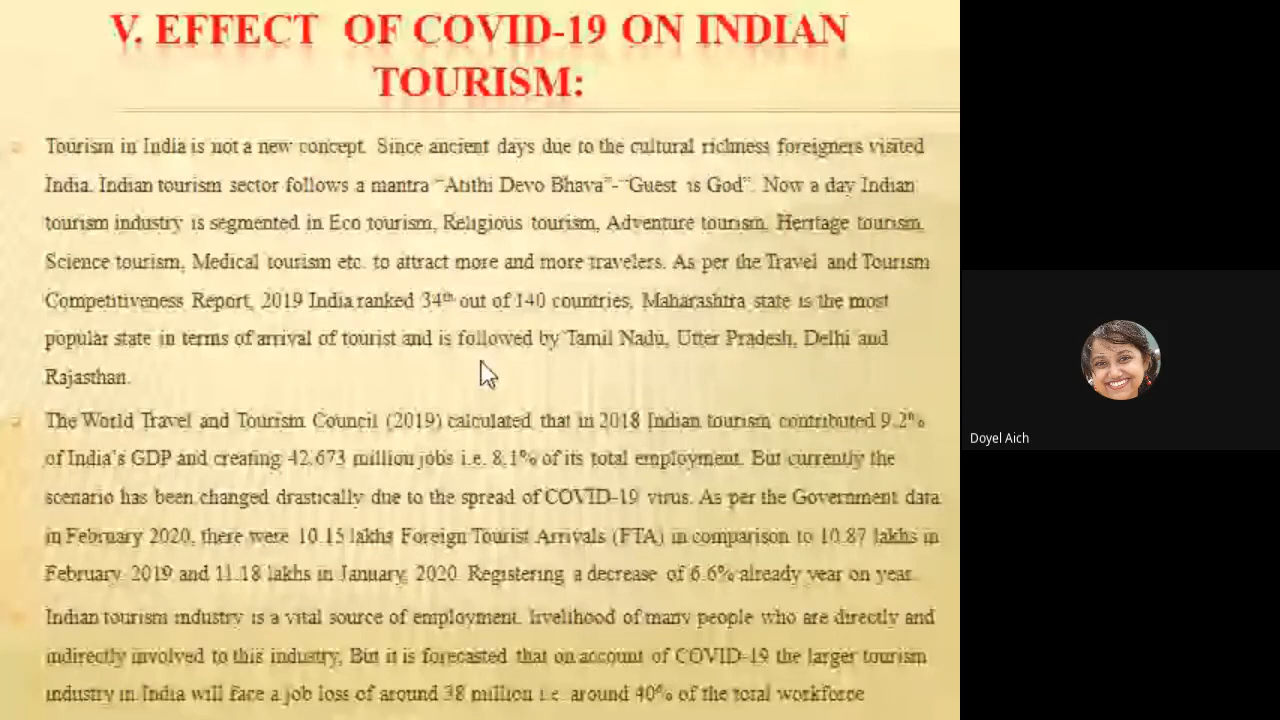 V. EFFECT OF COVID-19 ON INDIAN
TOURISM:
Tourism in India is not a new concept. Since ancient days due to the cultural richness foreigners visited
India. Indian tourism sector follows a mantra "Atithi Devo Bhava"-"Guest is God". Now a day Indian
tourism industry is segmented in Eco tourism, Religious tourism, Adventure tourism, Heritage tourism,
Science tourism, Medical tourism etc. to attract more and more travelers. As per the Travel and Tourism
Competitiveness Report, 2019 India ranked 34th out of 140 countries. Maharashtra state is the most
popular state in terms of arrival of tourist and is followed by Tamil Nadu, Utter Pradesh, Delhi and
Rajasthan.
The World Travel and Tourism Council (2019) calculated that in 2018 Indian tourism contributed 9.2%
of India's GDP and creating 42.673 million jobs i.e. 8.1% of its total employment. But currently the
scenario has been changed drastically due to the spread of COVID-19 virus. As per the Government data
in February 2020, there were 10.15 lakhs Foreign Tourist Arrivals (FTA) in comparison to 10.87 lakhs in
February 2019 and 11.18 lakhs in January, 2020. Registering a decrease of 6.6% already year on year.
Indian tourism industry is a vital source of employment, livelihood of many people who are directly and
indirectly involved to this industry. But it is forecasted that on account of COVID-19 the larger tourism
industry in India will face a job loss of around 38 million i.e. around 40% of the total workforce
Doyel Aich